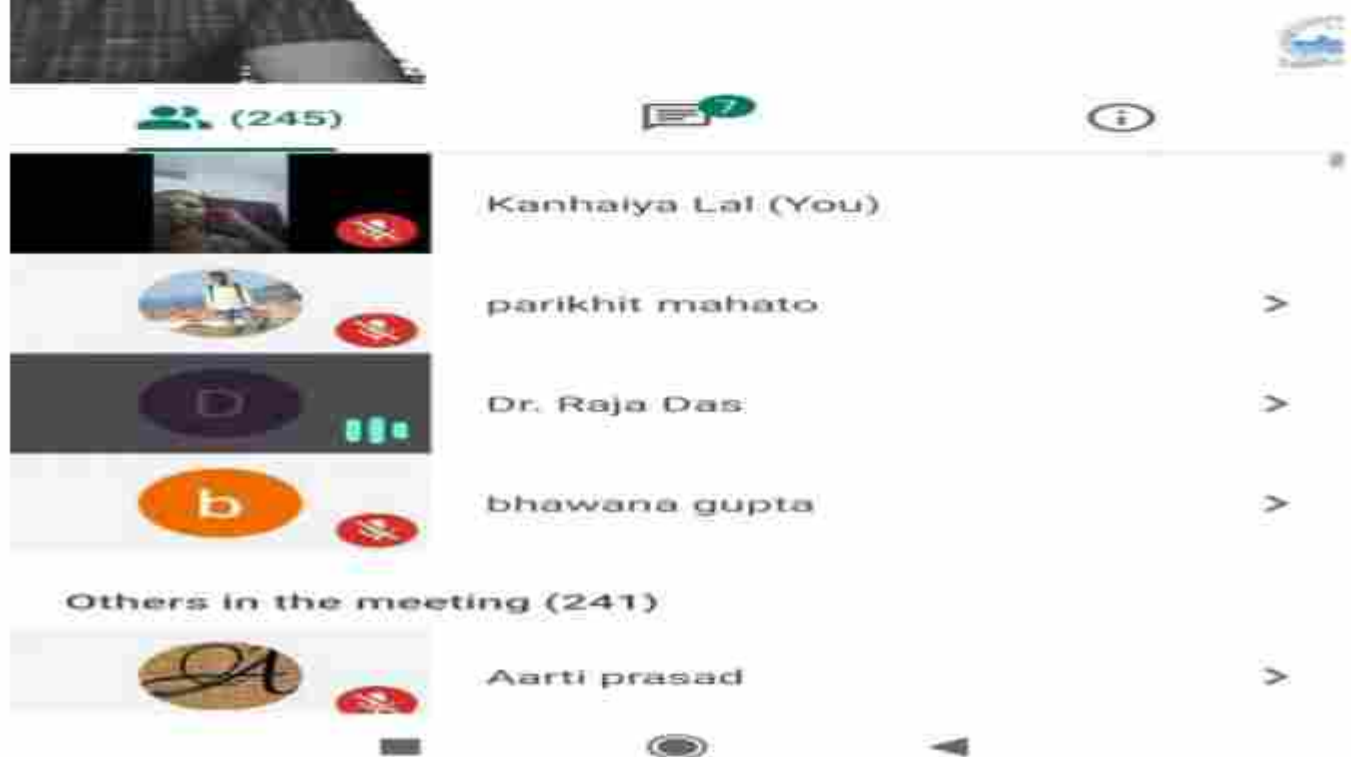 (245)
7
Kanhaiya Lal (You)
parikhit mahato
D
Dr. Raja Das
b
bhawana gupta
Others in the meeting (241)
A
Aarti prasad